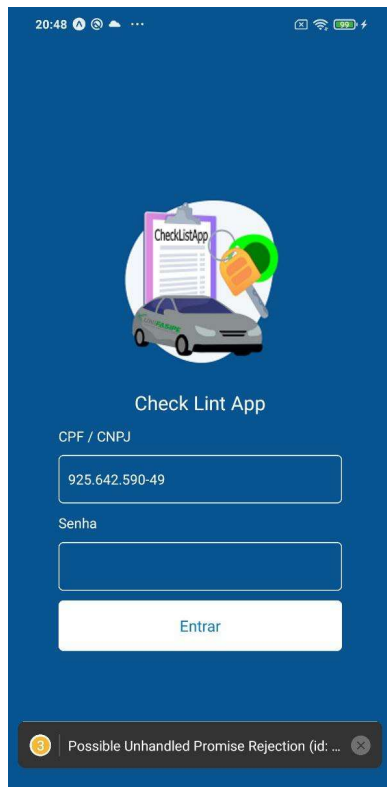 20:48
99
CheckListApp
Check Lint App
CPF / CNPJ
925.642.590-49
Senha
Entrar
3 Possible Unhandled Promise Rejection (id: ...